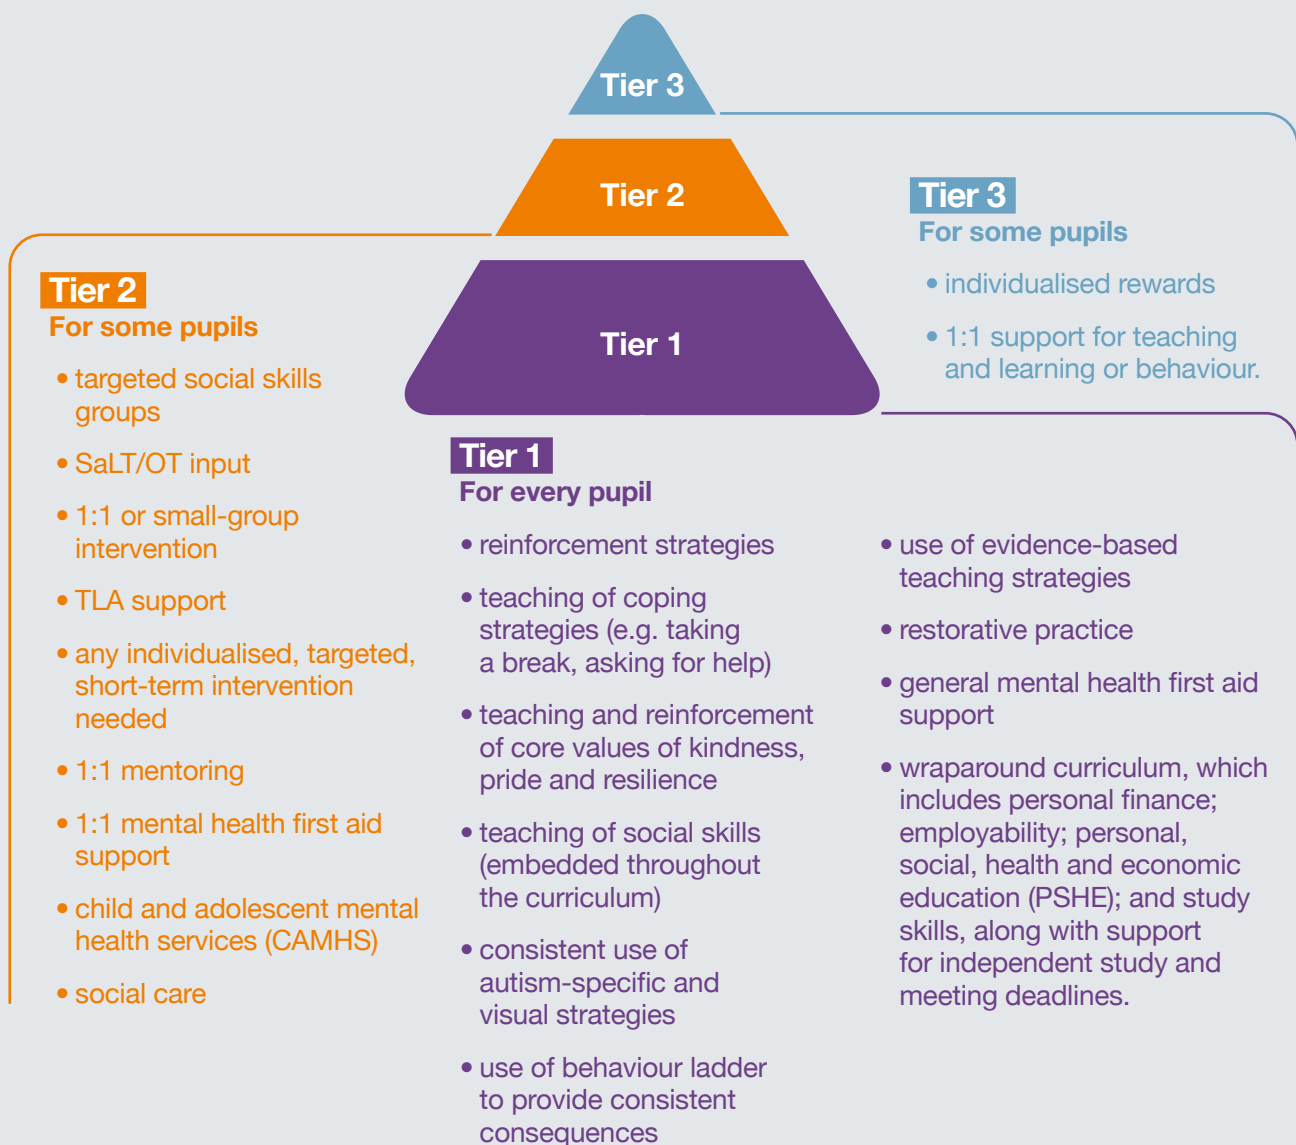 Tier 3
Tier 2
Tier 1
Tier 3
For some pupils
• individualised rewards
• 1:1 support for teaching
and learning or behaviour.
Tier 2
For some pupils
• targeted social skills
groups
• SaLT/OT input
• 1:1 or small-group
intervention
• TLA support
• any individualised, targeted,
short-term intervention
needed
• 1:1 mentoring
• 1:1 mental health first aid
support
• child and adolescent mental
health services (CAMHS)
• social care
Tier 1
For every pupil
• reinforcement strategies
• teaching of coping
strategies (e.g. taking
a break, asking for help)
• teaching and reinforcement
of core values of kindness,
pride and resilience
• teaching of social skills
(embedded throughout
the curriculum)
• consistent use of
autism-specific and
visual strategies
• use of behaviour ladder
to provide consistent
consequences
• use of evidence-based
teaching strategies
• restorative practice
• general mental health first aid
support
• wraparound curriculum, which
includes personal finance;
employability; personal,
social, health and economic
education (PSHE); and study
skills, along with support
for independent study and
meeting deadlines.